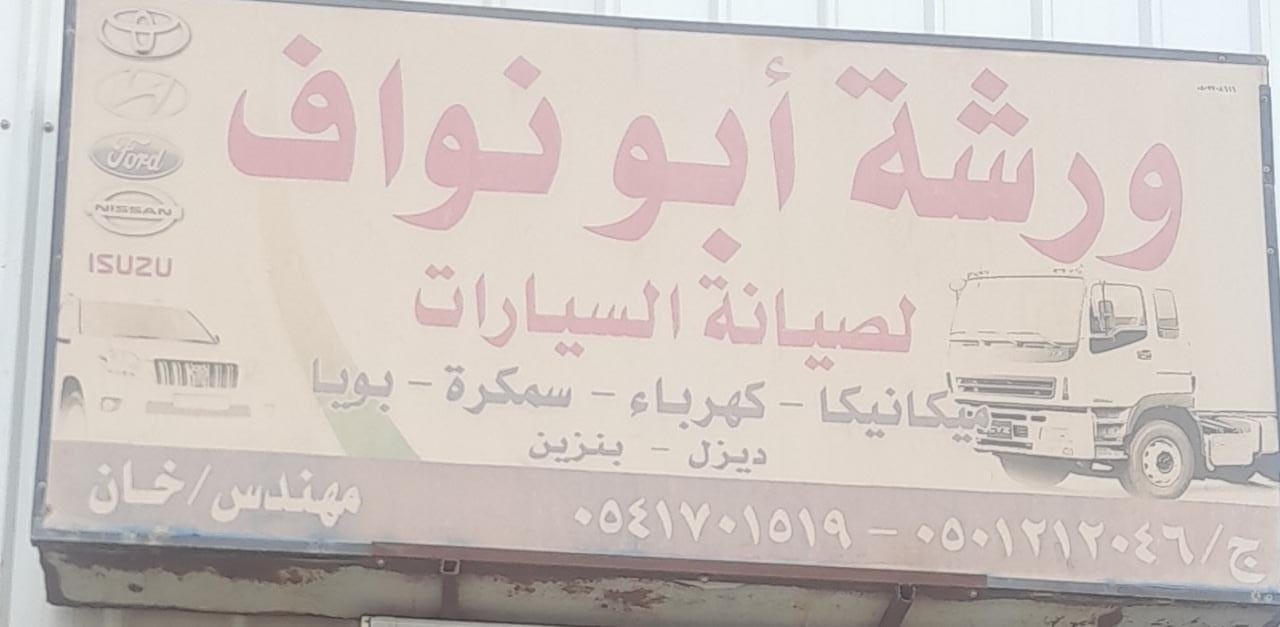 ورشة أبو نواف
لصيانة السيارات
ميكانيكا - كهرباء - سمكرة - بويا
ديزل - بنزين
ج/٠٥٠١٢١٢٠٤٦ - ٠٥٤١٧٠١٥١٩
مهندس/خان
Ford
NISSAN
ISUZU